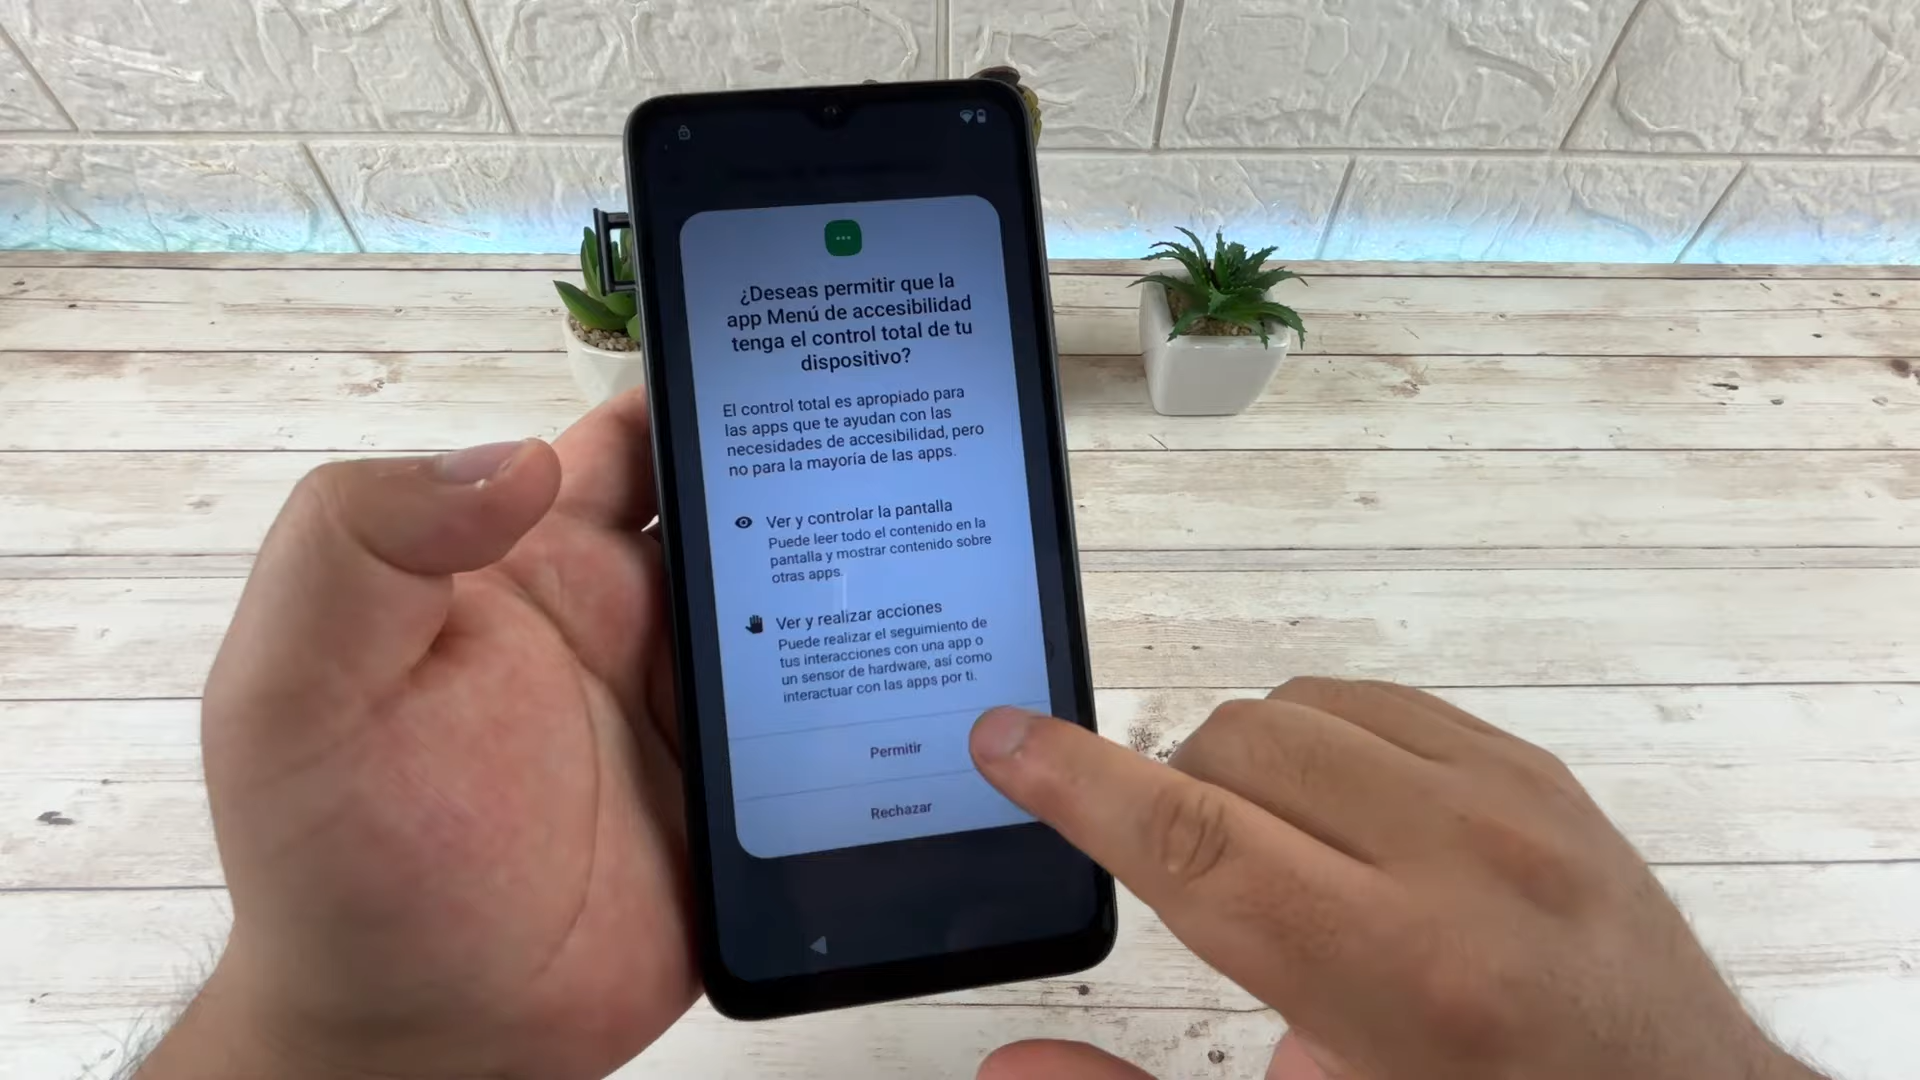 ¿Deseas permitir que la
app Menú de accesibilidad
tenga el control total de tu
dispositivo?
El control total es apropiado para
las apps que te ayudan con las
necesidades de accesibilidad, pero
no para la mayoría de las apps.
Ver y controlar la pantalla
Puede leer todo el contenido en la
pantalla y mostrar contenido sobre
otras apps.
Ver y realizar acciones
Puede realizar el seguimiento de
tus interacciones con una app o
un sensor de hardware, así como
interactuar con las apps por ti.
Permitir
Rechazar